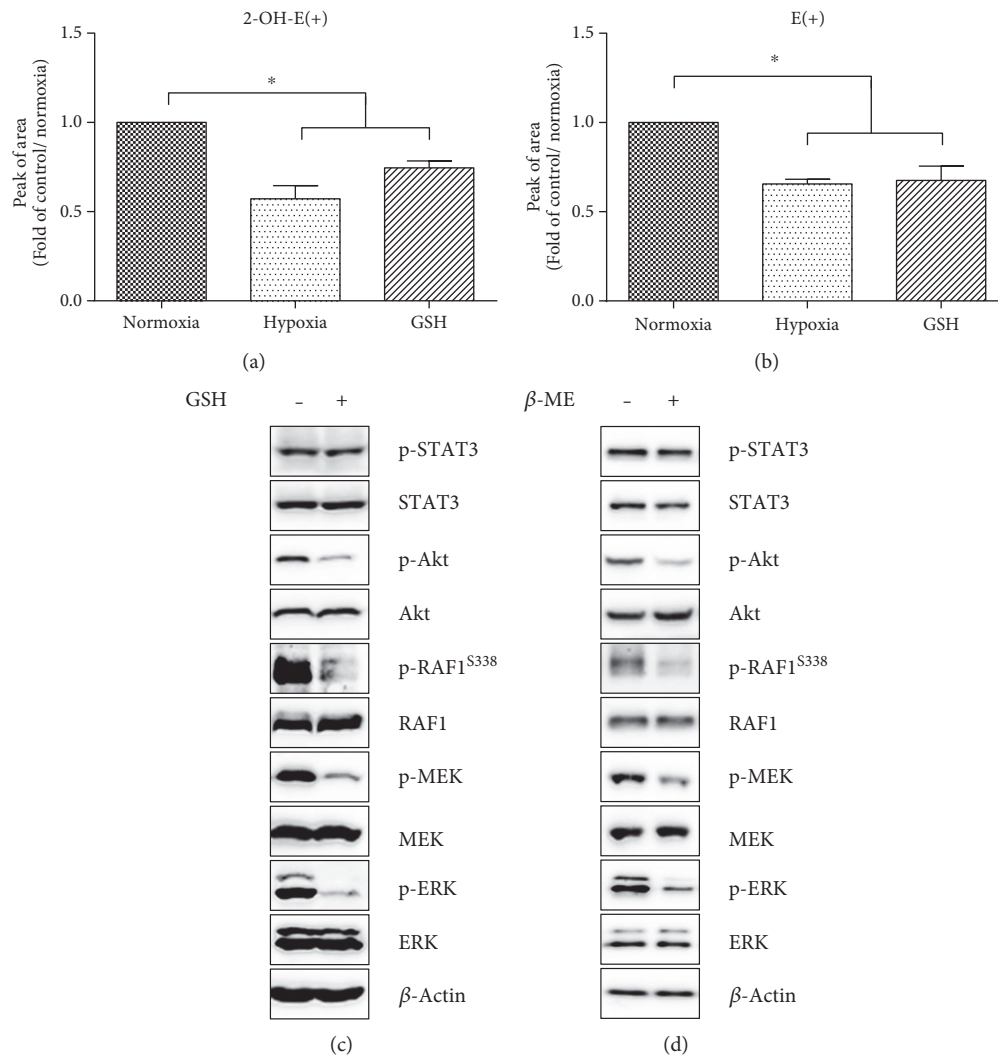 2-OH-E(+)
1.5
1.0
0.5
0.0
Peak of area
(Fold of control/ normoxia)
*
Normoxia
Hypoxia
GSH
(a)
E(+)
1.5
1.0
0.5
0.0
Peak of area
(Fold of control/ normoxia)
*
Normoxia
Hypoxia
GSH
(b)
GSH – +
p-STAT3
STAT3
p-Akt
Akt
p-RAF1S338
RAF1
p-MEK
MEK
p-ERK
ERK
β-Actin
(c)
β-ME – +
p-STAT3
STAT3
p-Akt
Akt
p-RAF1S338
RAF1
p-MEK
MEK
p-ERK
ERK
β-Actin
(d)